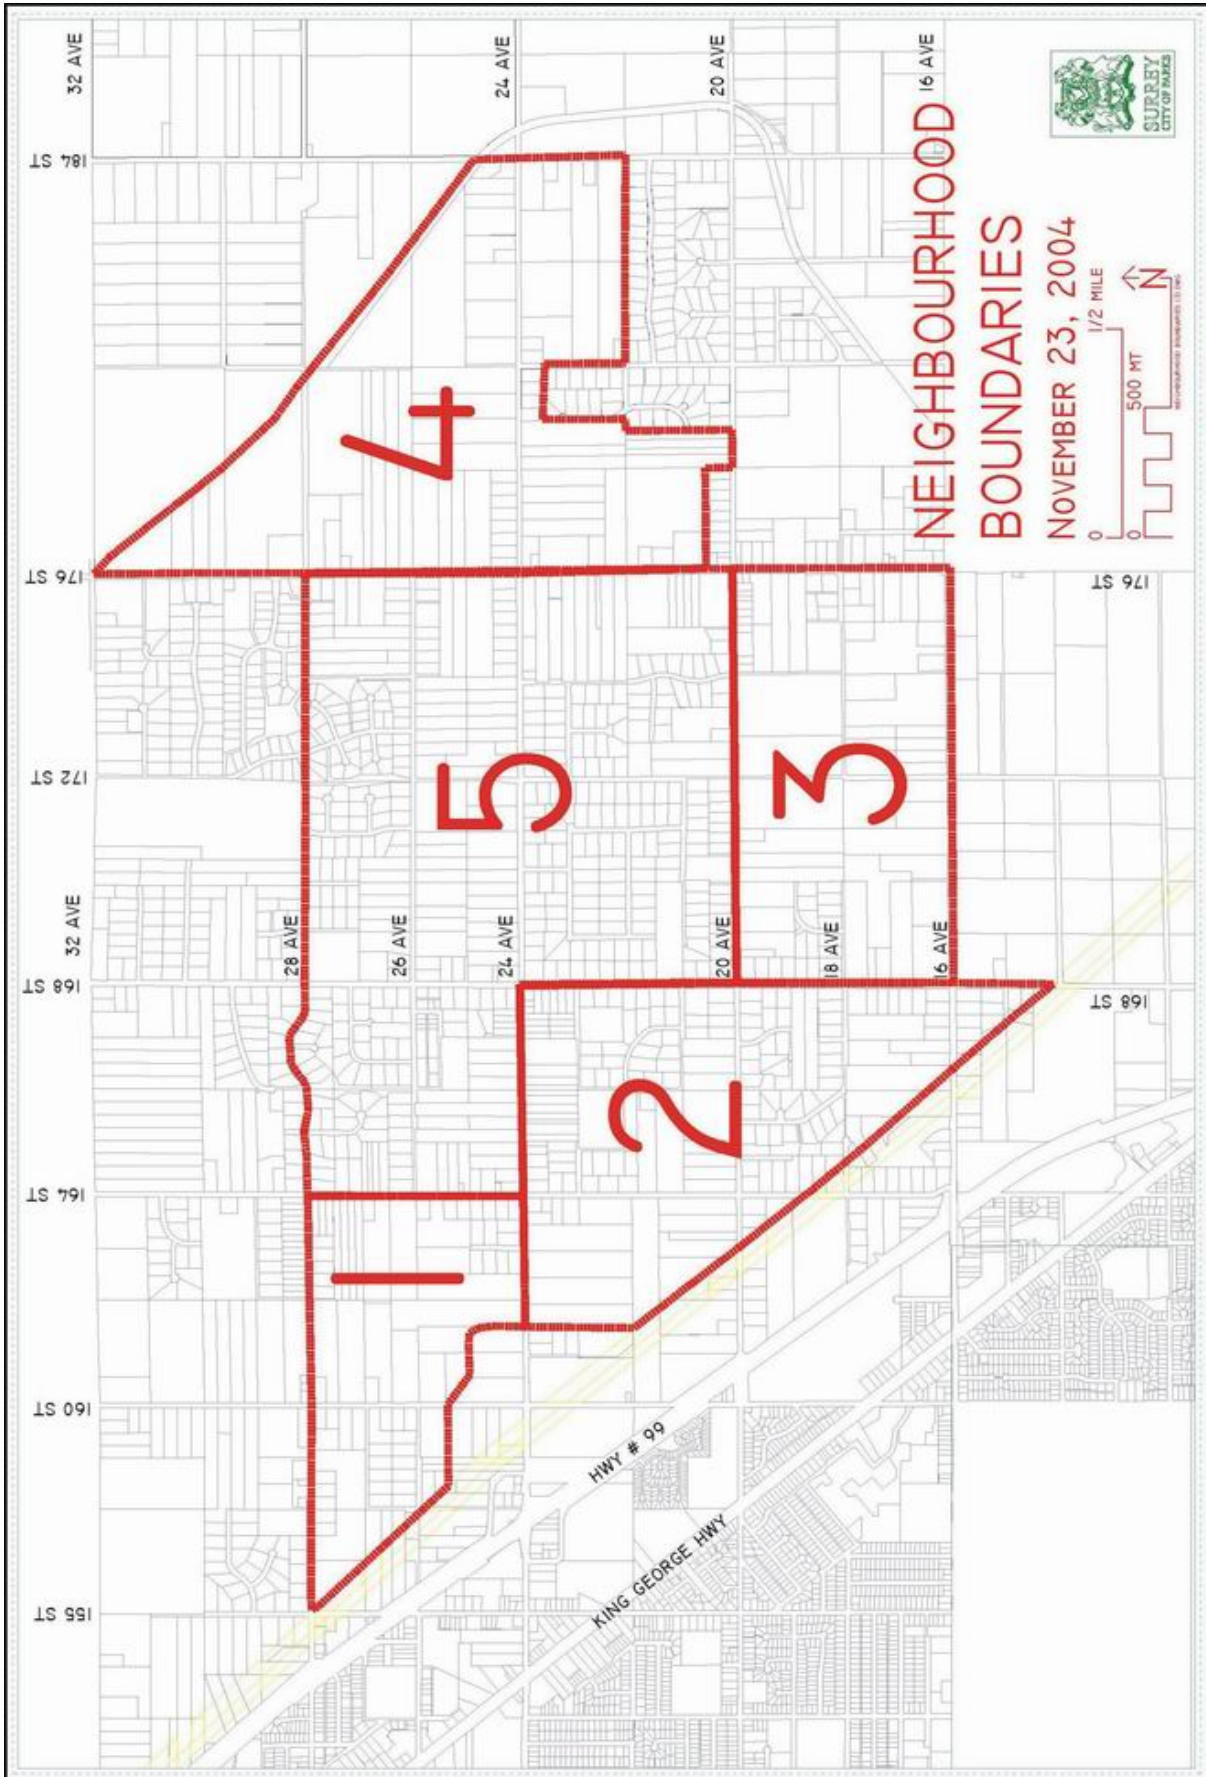 155 ST
160 ST
164 ST
168 ST
172 ST
176 ST
184 ST
32 AVE
32 AVE
28 AVE
26 AVE
24 AVE
24 AVE
20 AVE
20 AVE
18 AVE
16 AVE
16 AVE
1
2
3
4
5
HWY # 99
KING GEORGE HWY
168 ST
176 ST
NEIGHBOURHOOD
BOUNDARIES
NOVEMBER 23, 2004
0 1/2 MILE
0 500 MT
N
SURREY
CITY OF PARKS